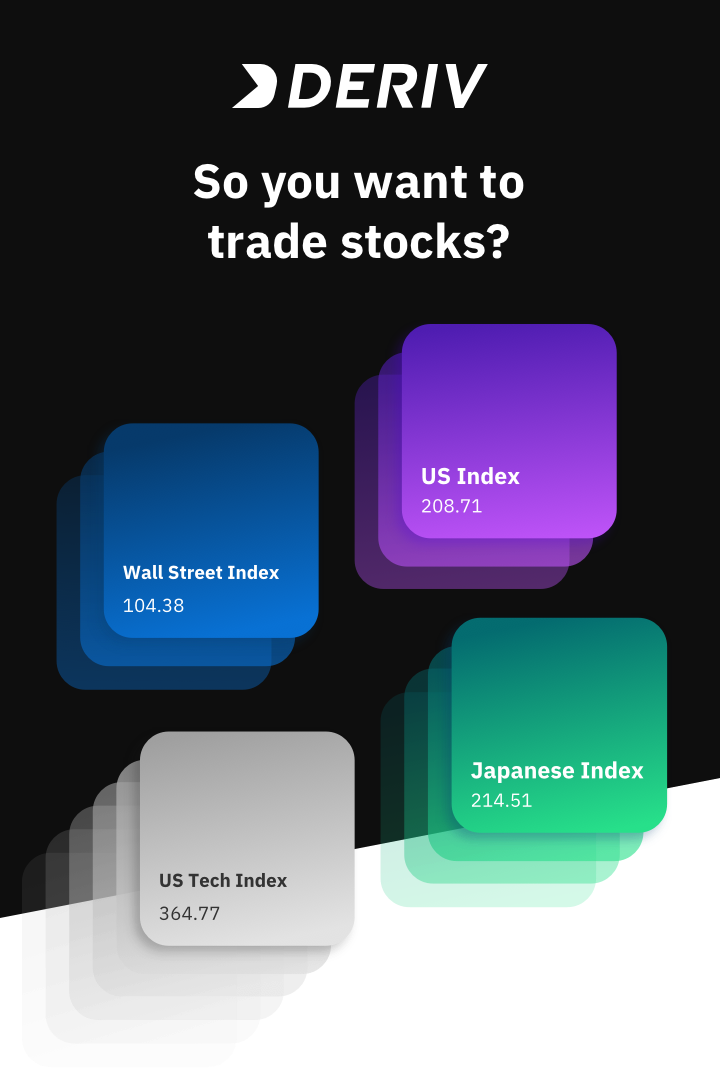 DERIV
So you want to
trade stocks?
US Index
208.71
Wall Street Index
104.38
Japanese Index
214.51
US Tech Index
364.77